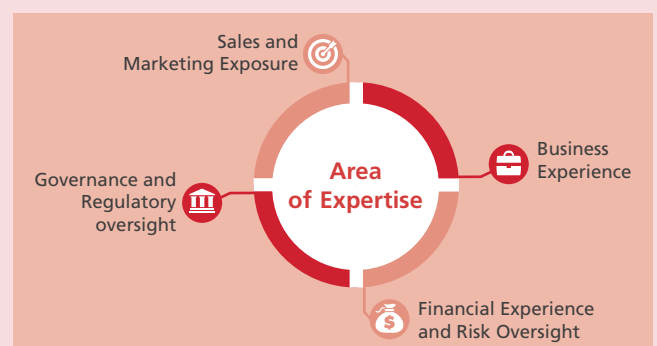 Sales and
Marketing Exposure
Business
Experience
Area
of Expertise
Governance and
Regulatory
oversight
Financial Experience
and Risk Oversight
$